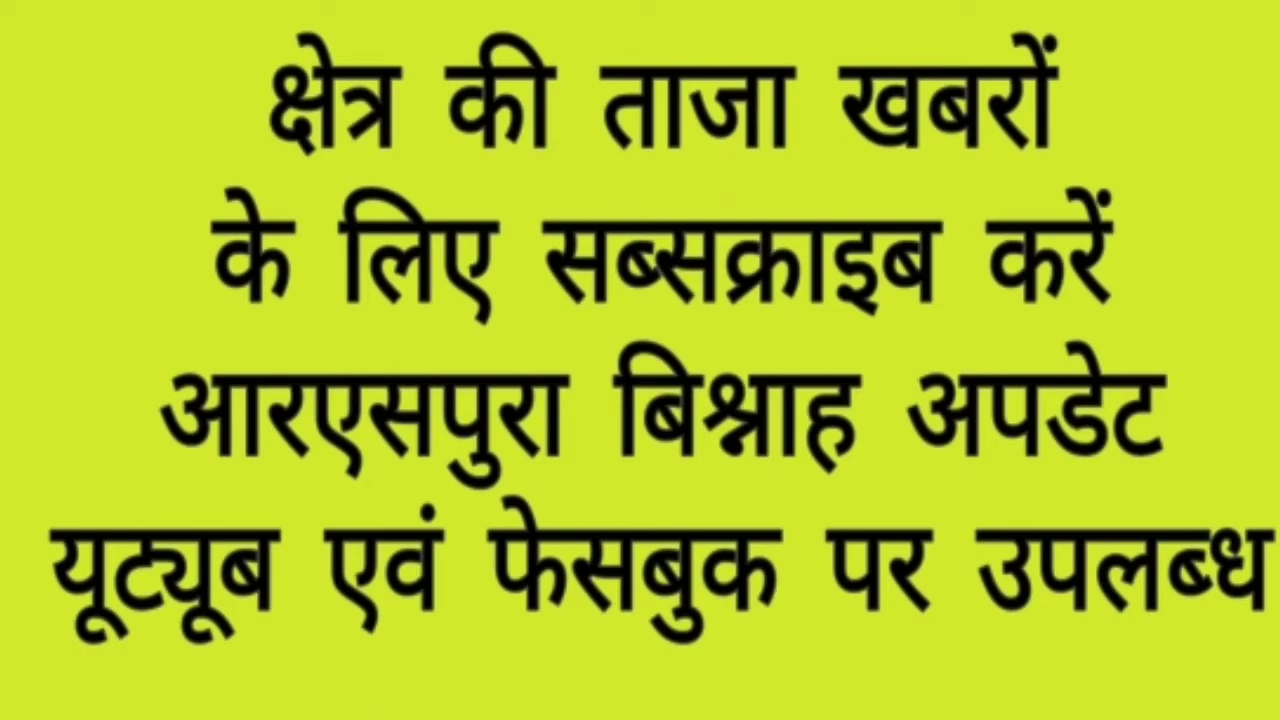 क्षेत्र की ताजा खबरों
के लिए सब्सक्राइब करें
आरएसपुरा बिश्नाह अपडेट
यूट्यूब एवं फेसबुक पर उपलब्ध